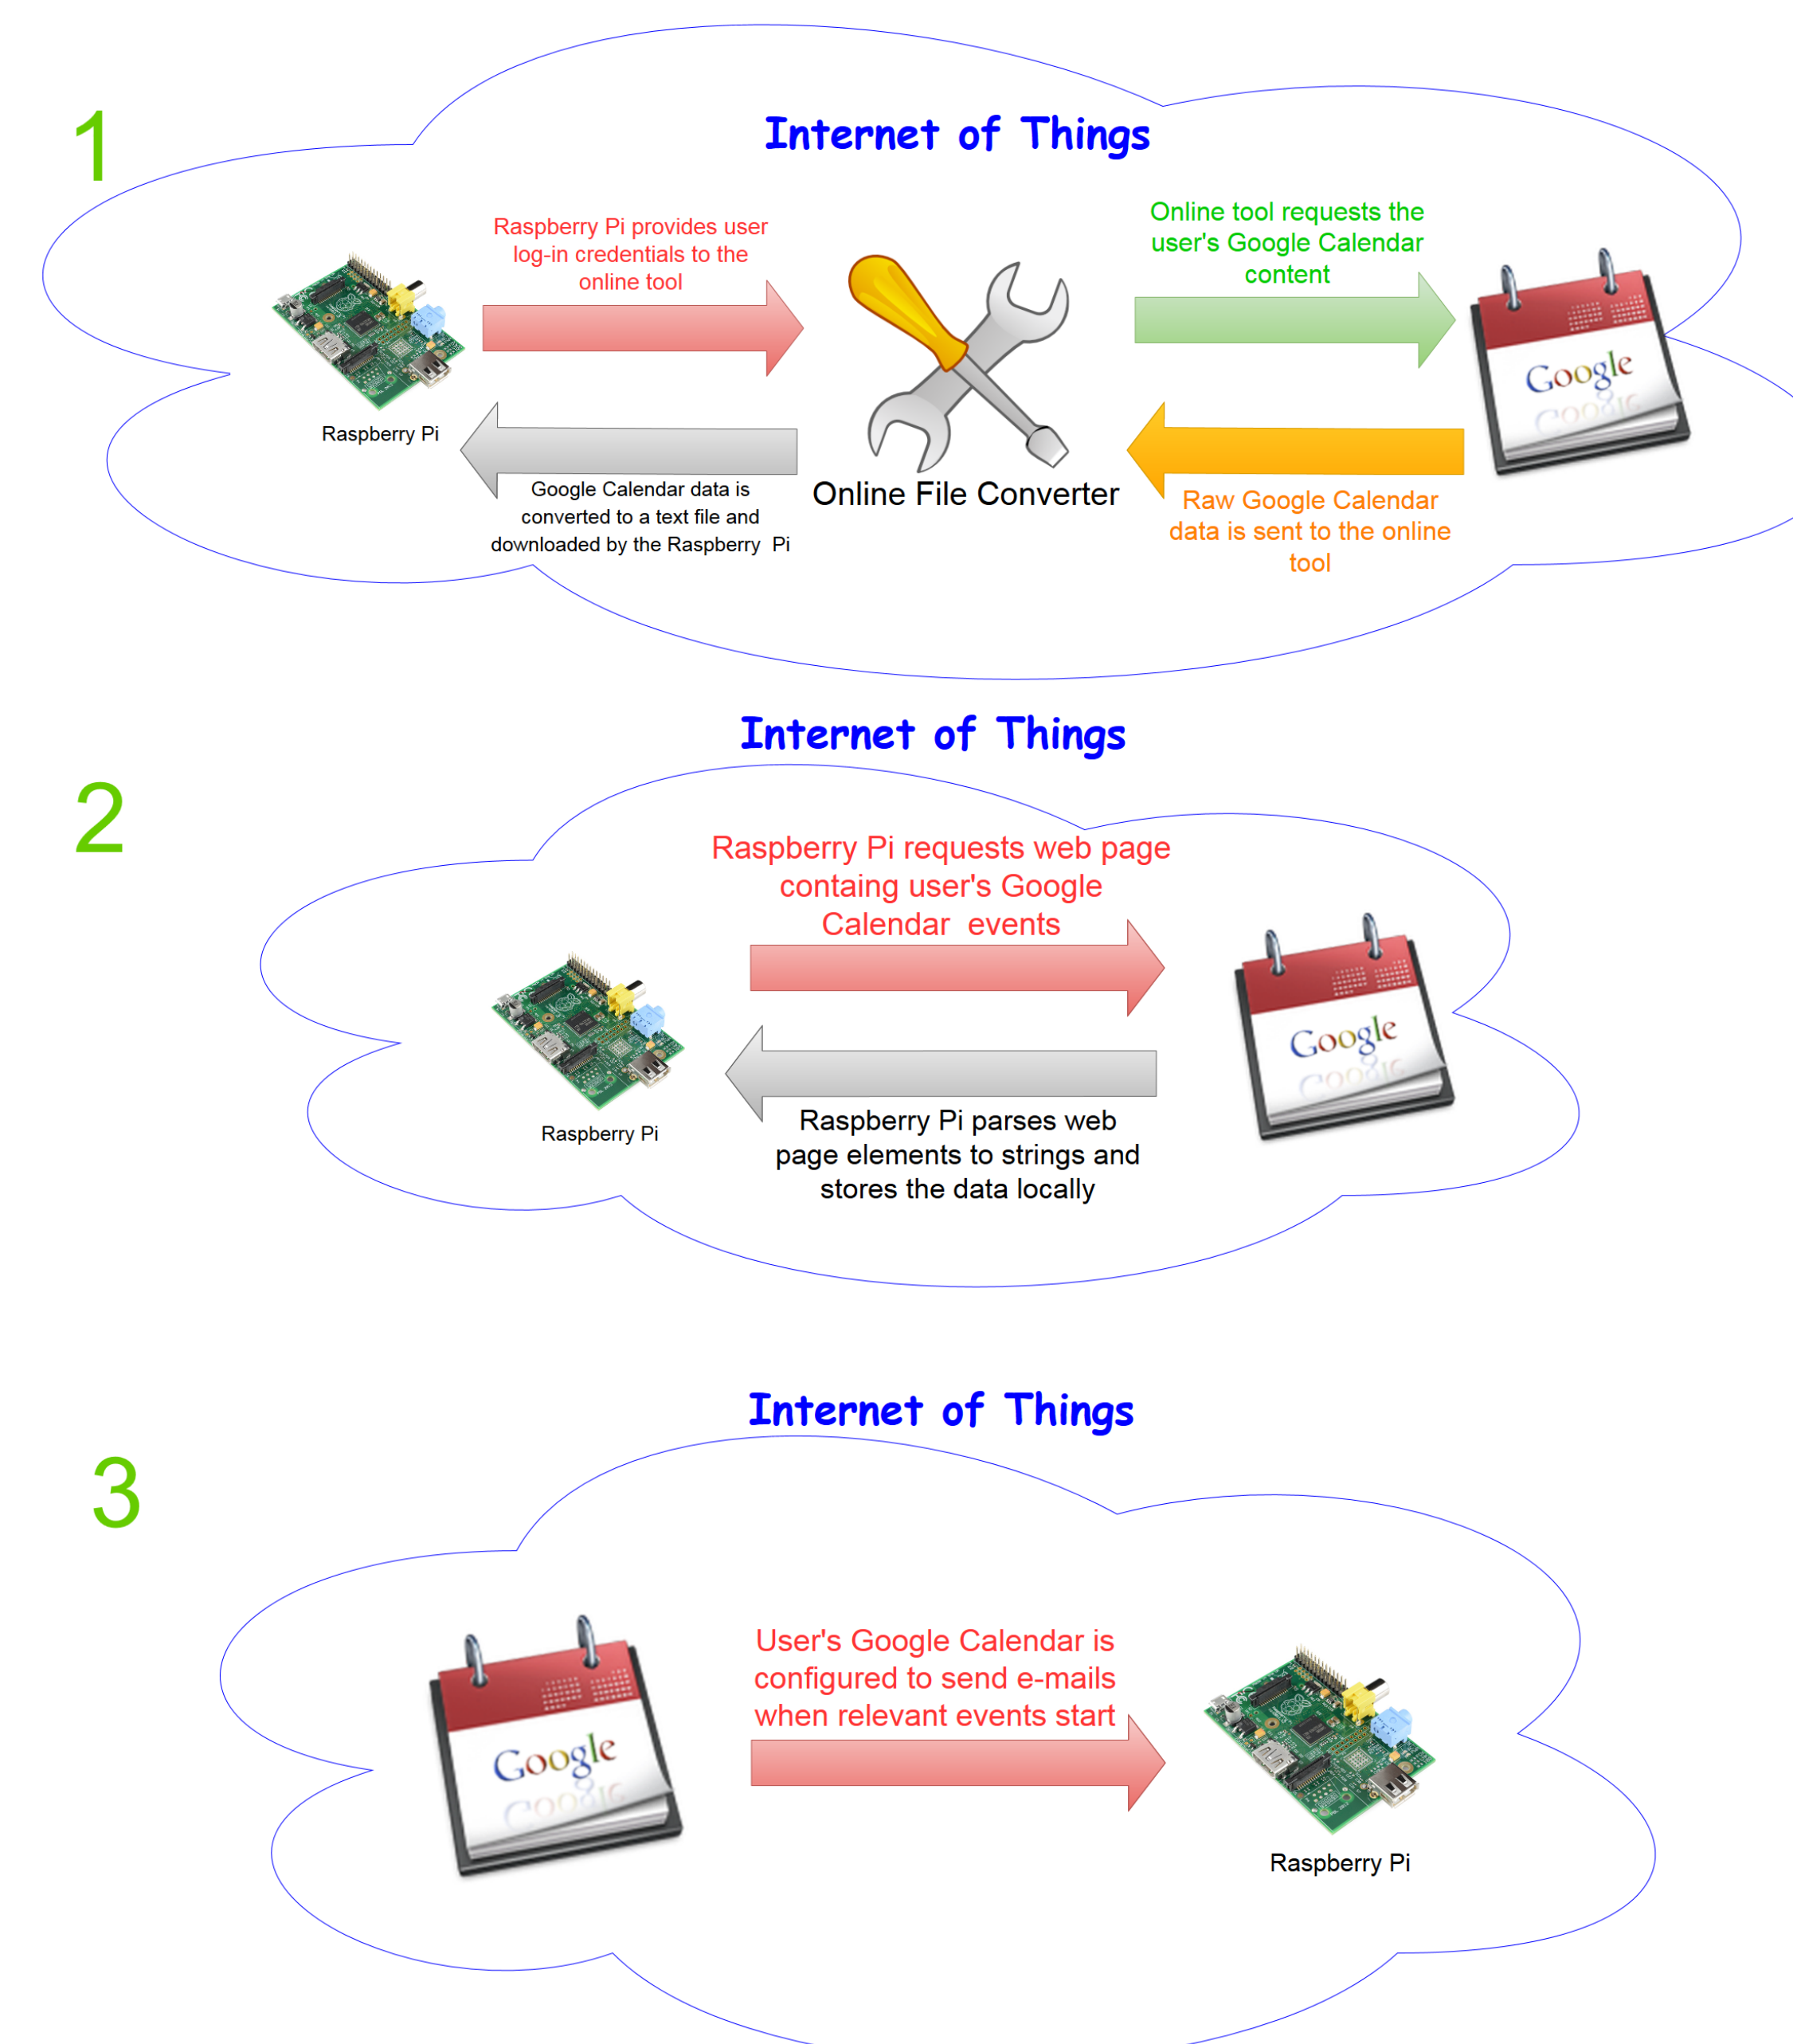 1
Internet of Things
Raspberry Pi provides user
log-in credentials to the
online tool
Online tool requests the
user's Google Calendar
content
Google
Raspberry Pi
Google Calendar data is
converted to a text file and
downloaded by the Raspberry Pi
Online File Converter
Raw Google Calendar
data is sent to the online
tool
Internet of Things
2
Raspberry Pi requests web page
containg user's Google
Calendar events
Google
Raspberry Pi
Raspberry Pi parses web
page elements to strings and
stores the data locally
Internet of Things
3
User's Google Calendar is
configured to send e-mails
when relevant events start
Google
Raspberry Pi